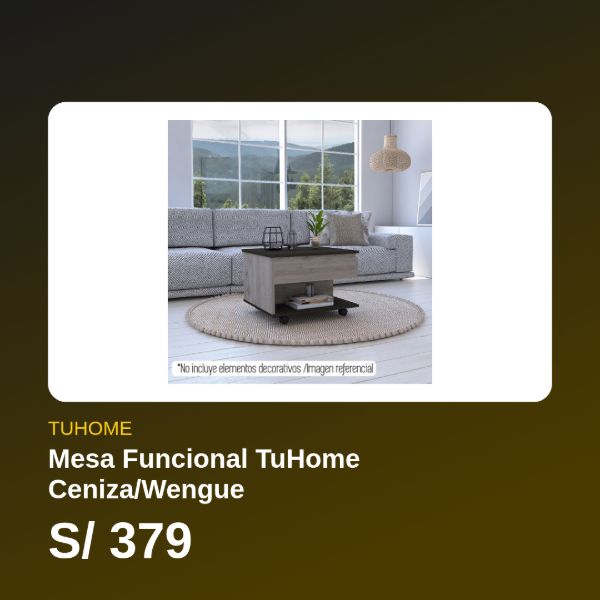 *No incluye elementos decorativos /Imagen referencial
TUHOME
Mesa Funcional TuHome
Ceniza/Wengue
S/ 379